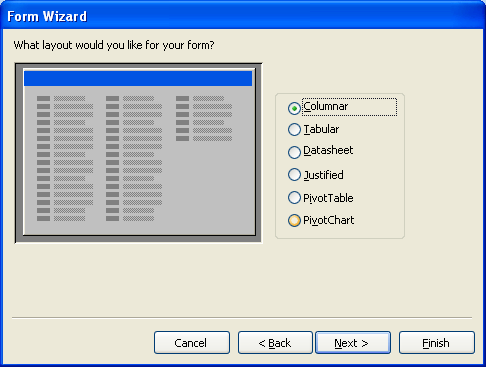 Form Wizard
What layout would you like for your form?
Columnar
Tabular
Datasheet
Justified
PivotTable
PivotChart
Cancel
< Back
Next >
Finish